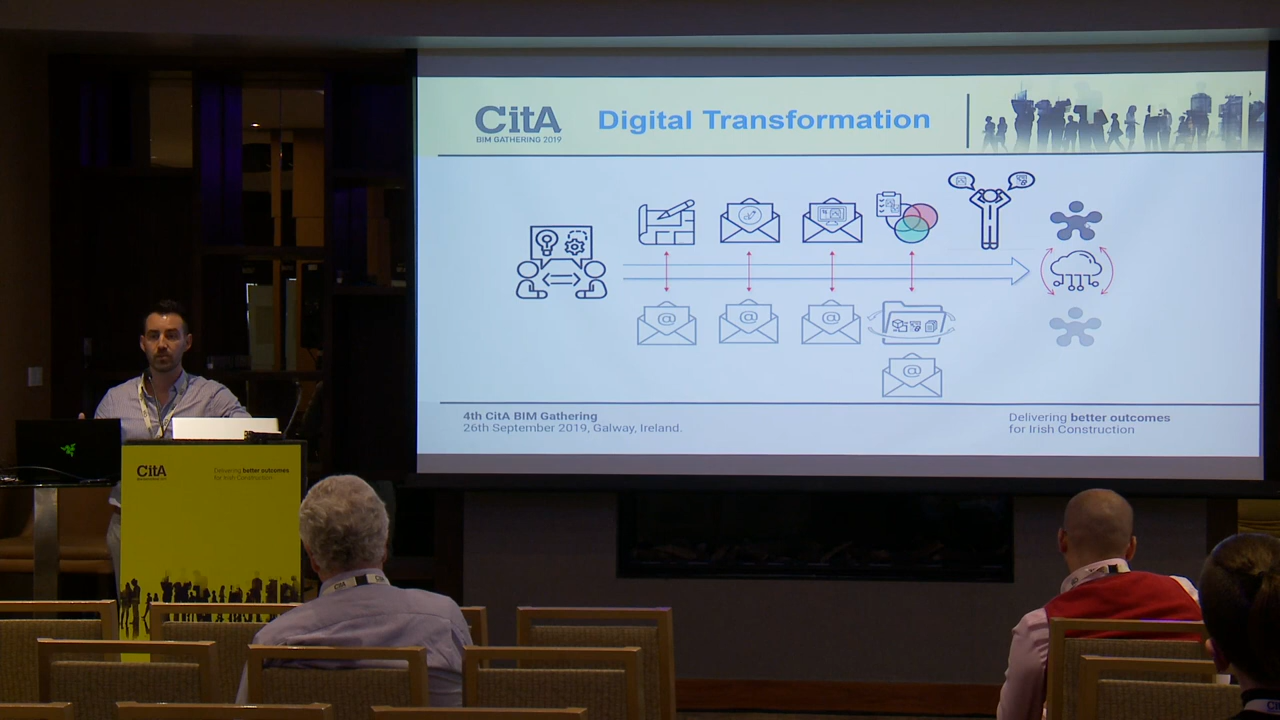 CitA
BIM GATHERING 2019
Digital Transformation
@
@
@
@
4th CitA BIM Gathering
26th September 2019, Galway, Ireland.
Delivering better outcomes
for Irish Construction
CitA
Delivering better outcomes
for Irish Construction